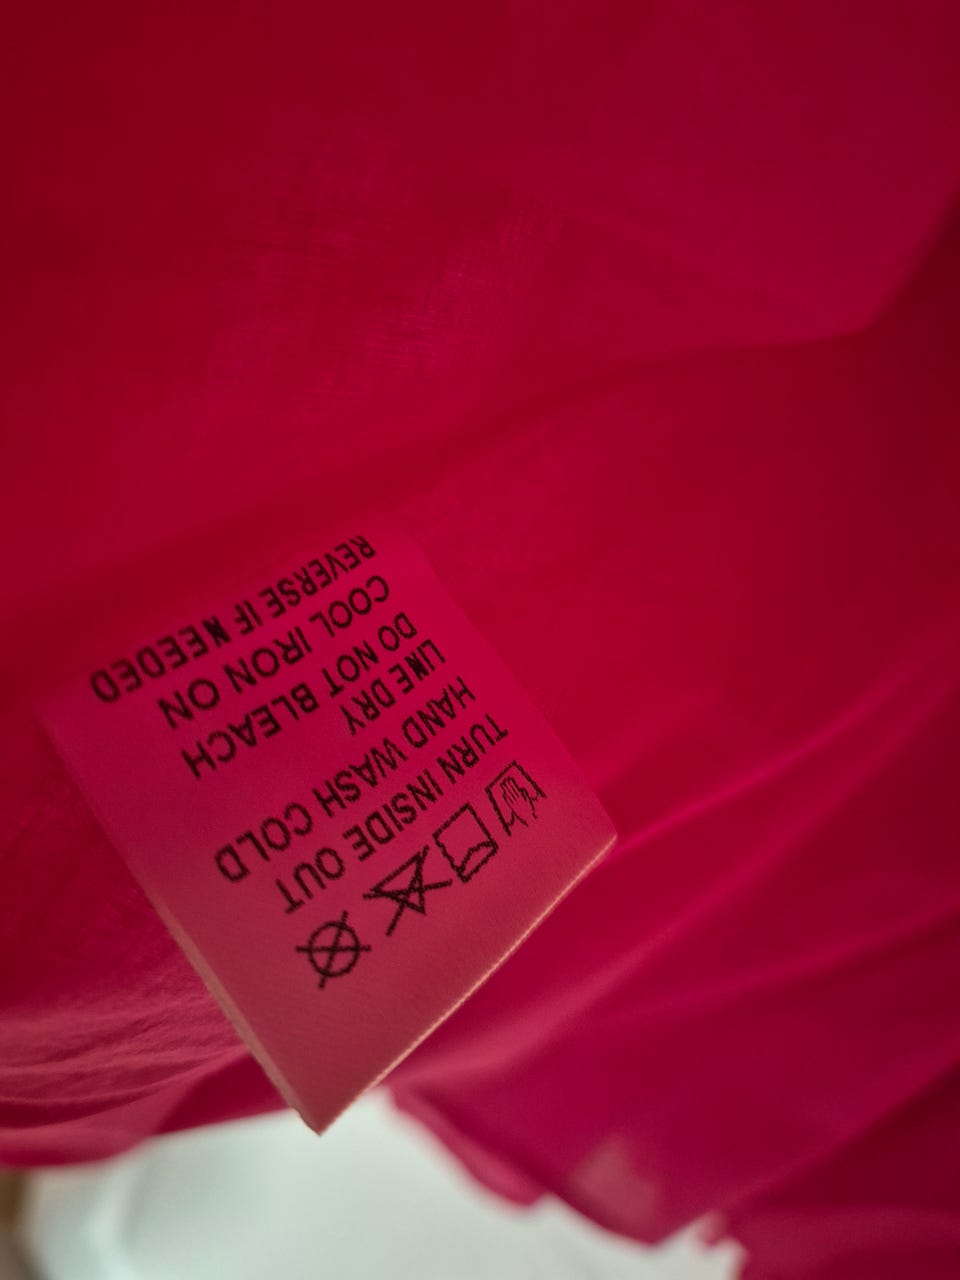 TURN INSIDE OUT
HAND WASH COLD
LINE DRY
DO NOT BLEACH
COOL IRON ON
REVERSE IF NEEDED